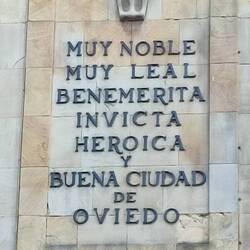 MUY NOBLE
MUY LEAL
BENEMERITA
INVICTA
HEROICA
Y
BUENA CIUDAD
DE
OVIEDO